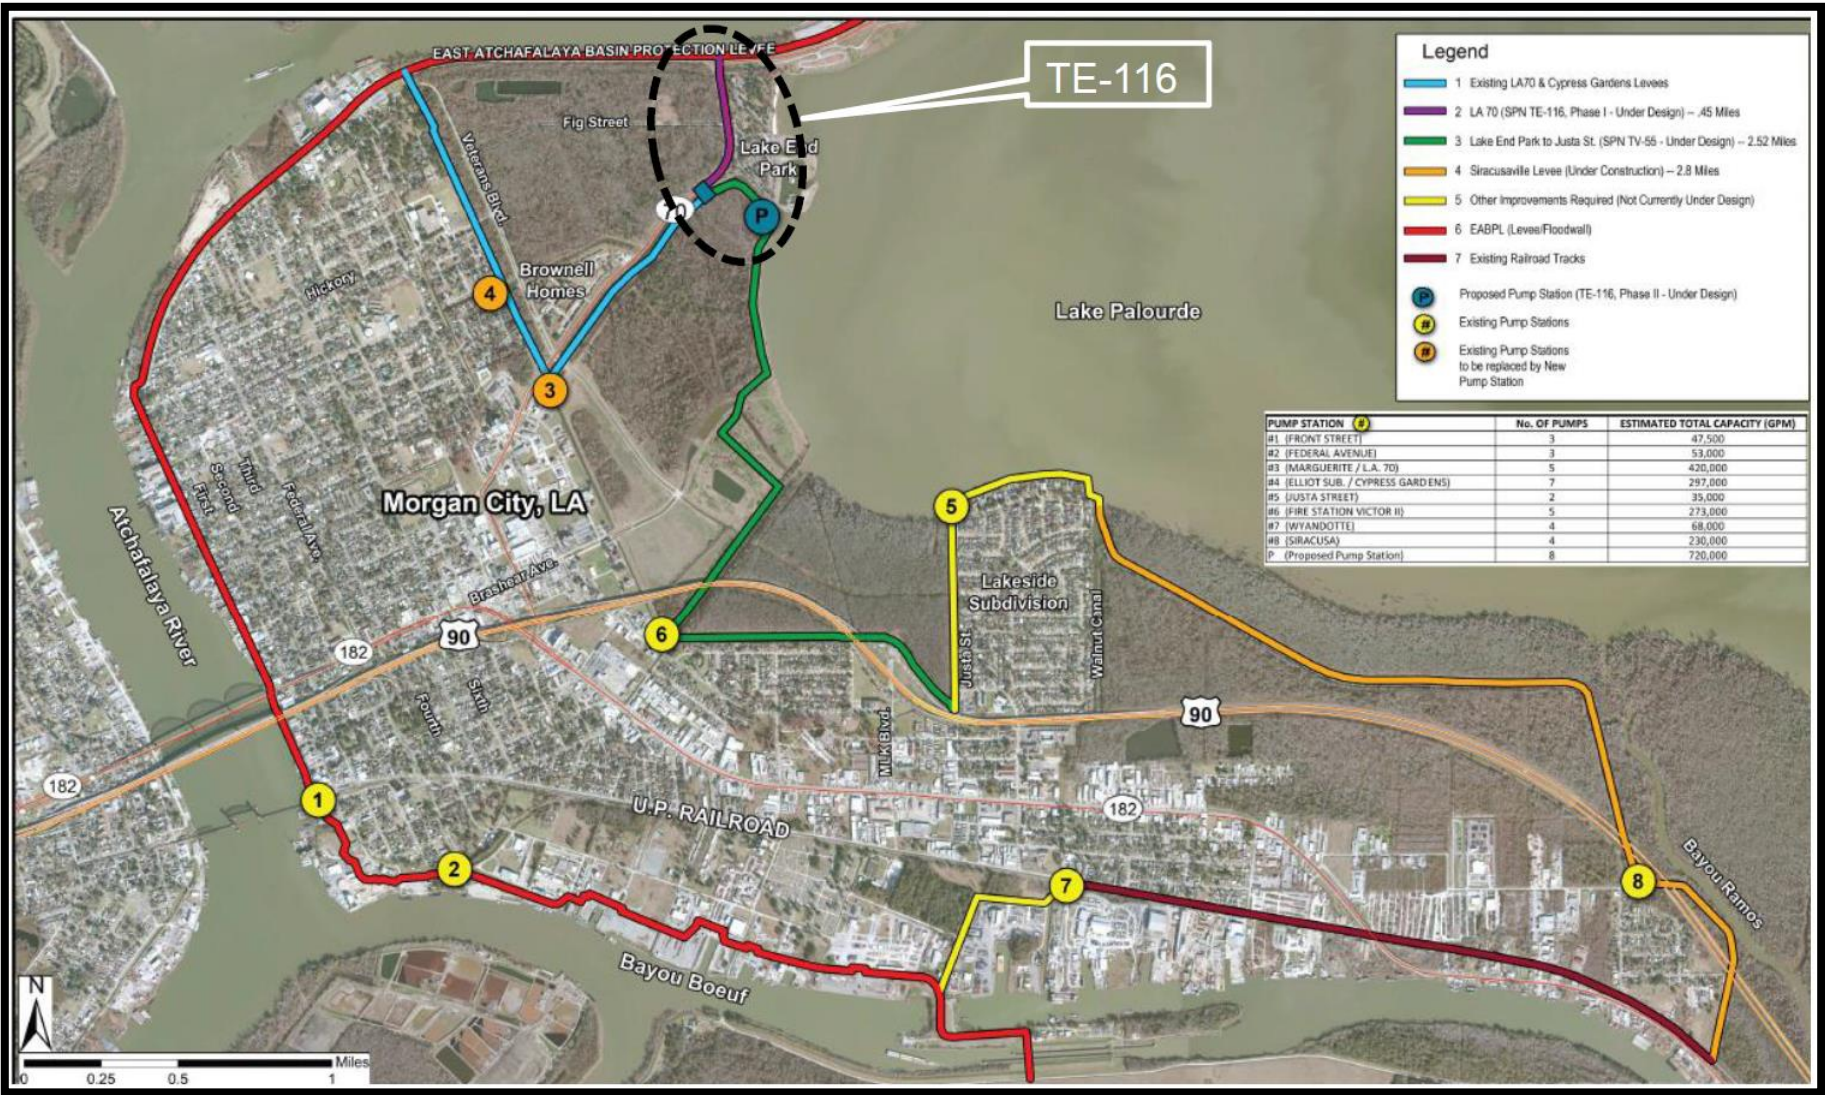 EAST ATCHAFALAYA BASIN PROTECTION LEVEE
TE-116
Fig Street
Veterans Blvd.
Lake End
Park
70
P
Hickory
Brownell
Homes
4
3
Lake Palourde
Morgan City, LA
Third
Second
First
Federal Ave.
Atchafalaya River
Brashear Ave.
5
Lakeside
Subdivision
Justa St.
Walnut Canal
6
90
182
Sixth
Fourth
MLK Blvd.
90
182
1
U.P. RAILROAD
182
2
7
8
Bayou Ramos
Bayou Boeuf
N
Miles
0 0.25 0.5 1
Legend
1 Existing LA70 & Cypress Gardens Levees
2 LA 70 (SPN TE-116, Phase I - Under Design) -- .45 Miles
3 Lake End Park to Justa St. (SPN TV-55 - Under Design) -- 2.52 Miles
4 Siracusaville Levee (Under Construction) -- 2.8 Miles
5 Other Improvements Required (Not Currently Under Design)
6 EABPL (Levee/Floodwall)
7 Existing Railroad Tracks
P Proposed Pump Station (TE-116, Phase II - Under Design)
# Existing Pump Stations
# Existing Pump Stations
to be replaced by New
Pump Station
PUMP STATION # No. OF PUMPS ESTIMATED TOTAL CAPACITY (GPM)
#1 (FRONT STREET) 3 47,500
#2 (FEDERAL AVENUE) 3 53,000
#3 (MARGUERITE / L.A. 70) 5 420,000
#4 (ELLIOT SUB. / CYPRESS GARDENS) 7 297,000
#5 (JUSTA STREET) 2 35,000
#6 (FIRE STATION VICTOR II) 5 273,000
#7 (WYANDOTTE) 4 68,000
#8 (SIRACUSA) 4 230,000
P (Proposed Pump Station) 8 720,000